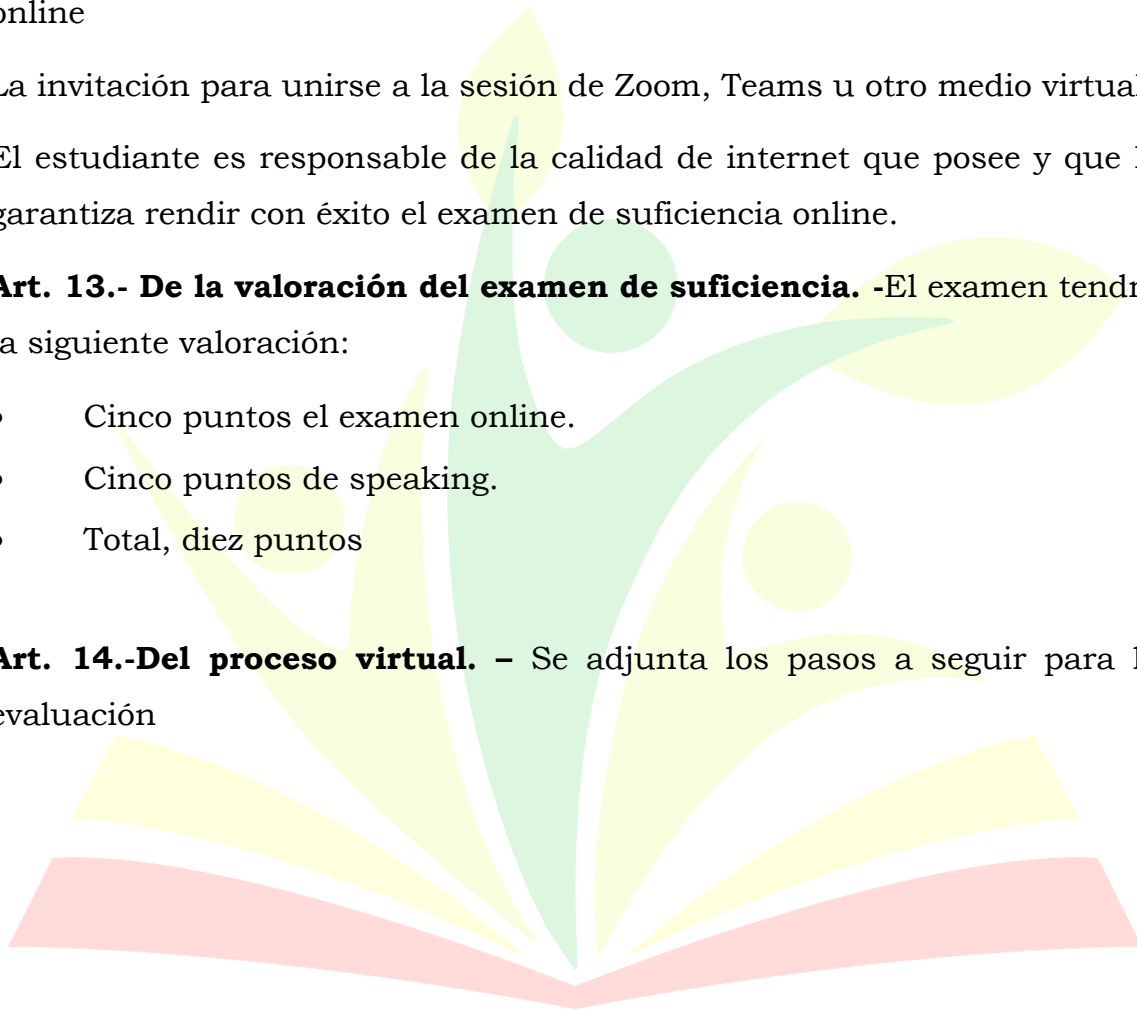 online
La invitación para unirse a la sesión de Zoom, Teams u otro medio virtual
El estudiante es responsable de la calidad de internet que posee y que l
garantiza rendir con éxito el examen de suficiencia online.
Art. 13.- De la valoración del examen de suficiencia. -El examen tendr
la siguiente valoración:
• Cinco puntos el examen online.
• Cinco puntos de speaking.
• Total, diez puntos
Art. 14.-Del proceso virtual. – Se adjunta los pasos a seguir para l
evaluación